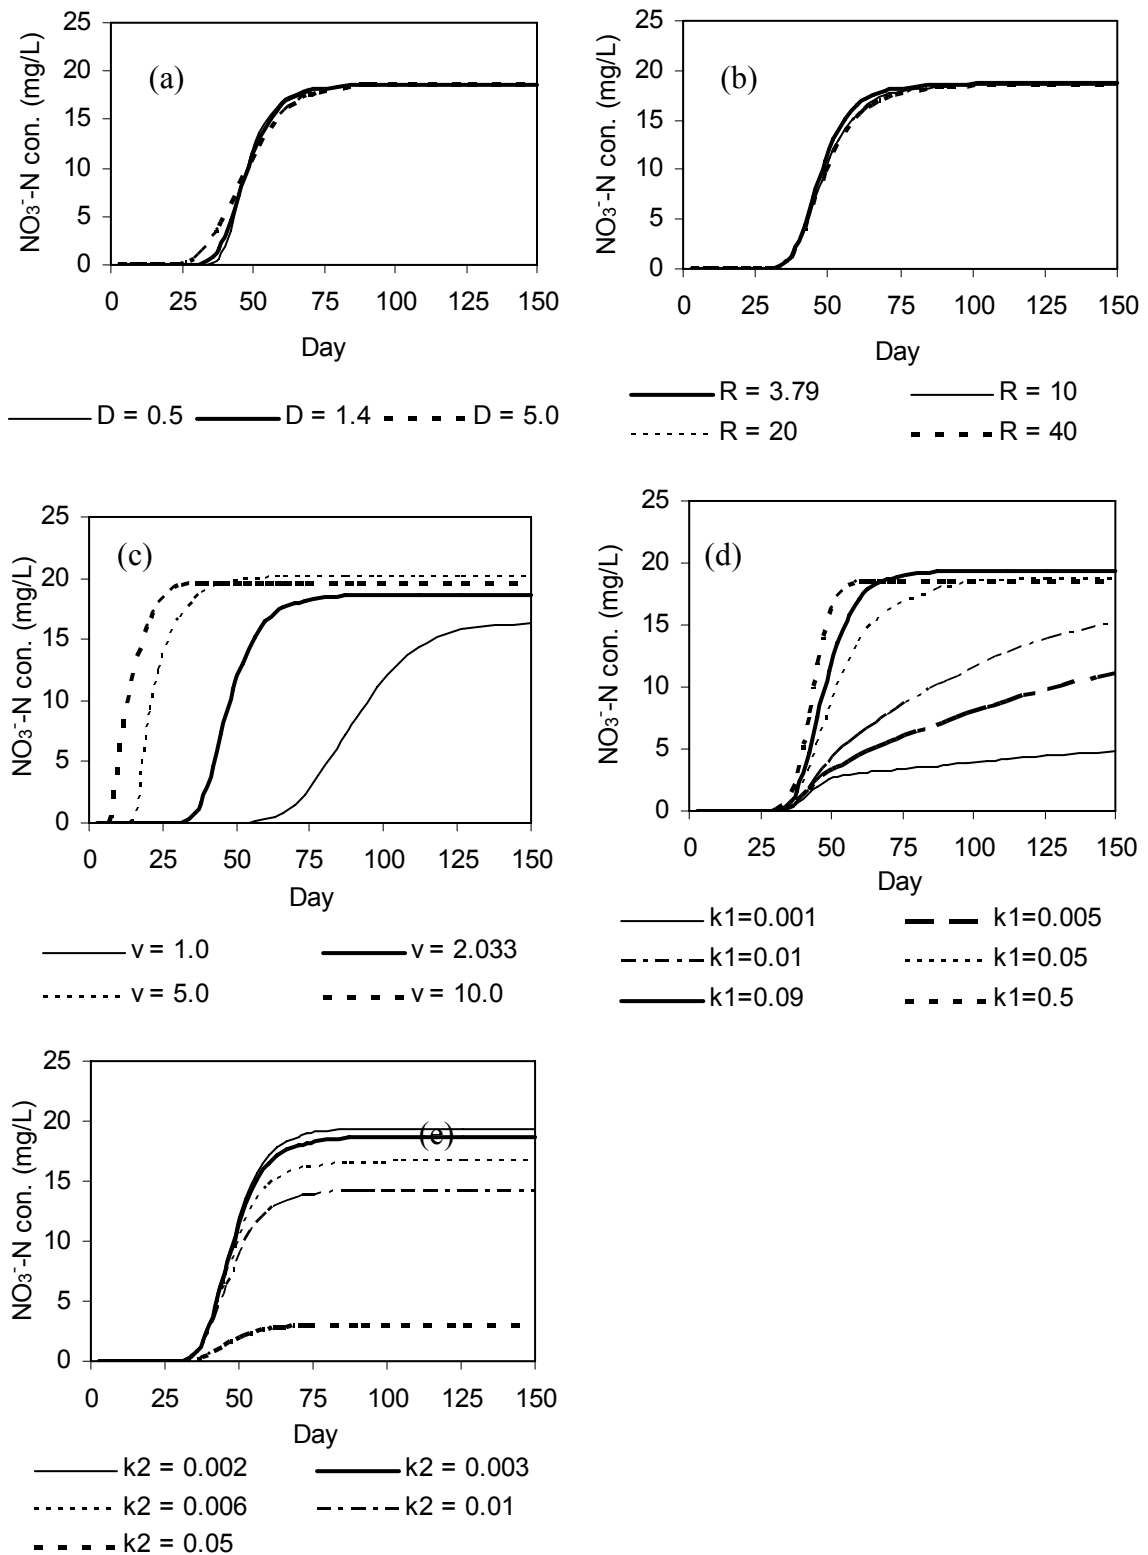 25
20
15
10
5
0
NO₃⁻-N con. (mg/L)
(a)
0 25 50 75 100 125 150
Day
D = 0.5 D = 1.4 D = 5.0
25
20
15
10
5
0
NO₃⁻-N con. (mg/L)
(b)
0 25 50 75 100 125 150
Day
R = 3.79 R = 10
R = 20 R = 40
25
20
15
10
5
0
NO₃⁻-N con. (mg/L)
(c)
0 25 50 75 100 125 150
Day
v = 1.0 v = 2.033
v = 5.0 v = 10.0
25
20
15
10
5
0
NO₃⁻-N con. (mg/L)
(d)
0 25 50 75 100 125 150
Day
k1=0.001 k1=0.005
k1=0.01 k1=0.05
k1=0.09 k1=0.5
25
20
15
10
5
0
NO₃⁻-N con. (mg/L)
(e)
0 25 50 75 100 125 150
Day
k2 = 0.002 k2 = 0.003
k2 = 0.006 k2 = 0.01
k2 = 0.05